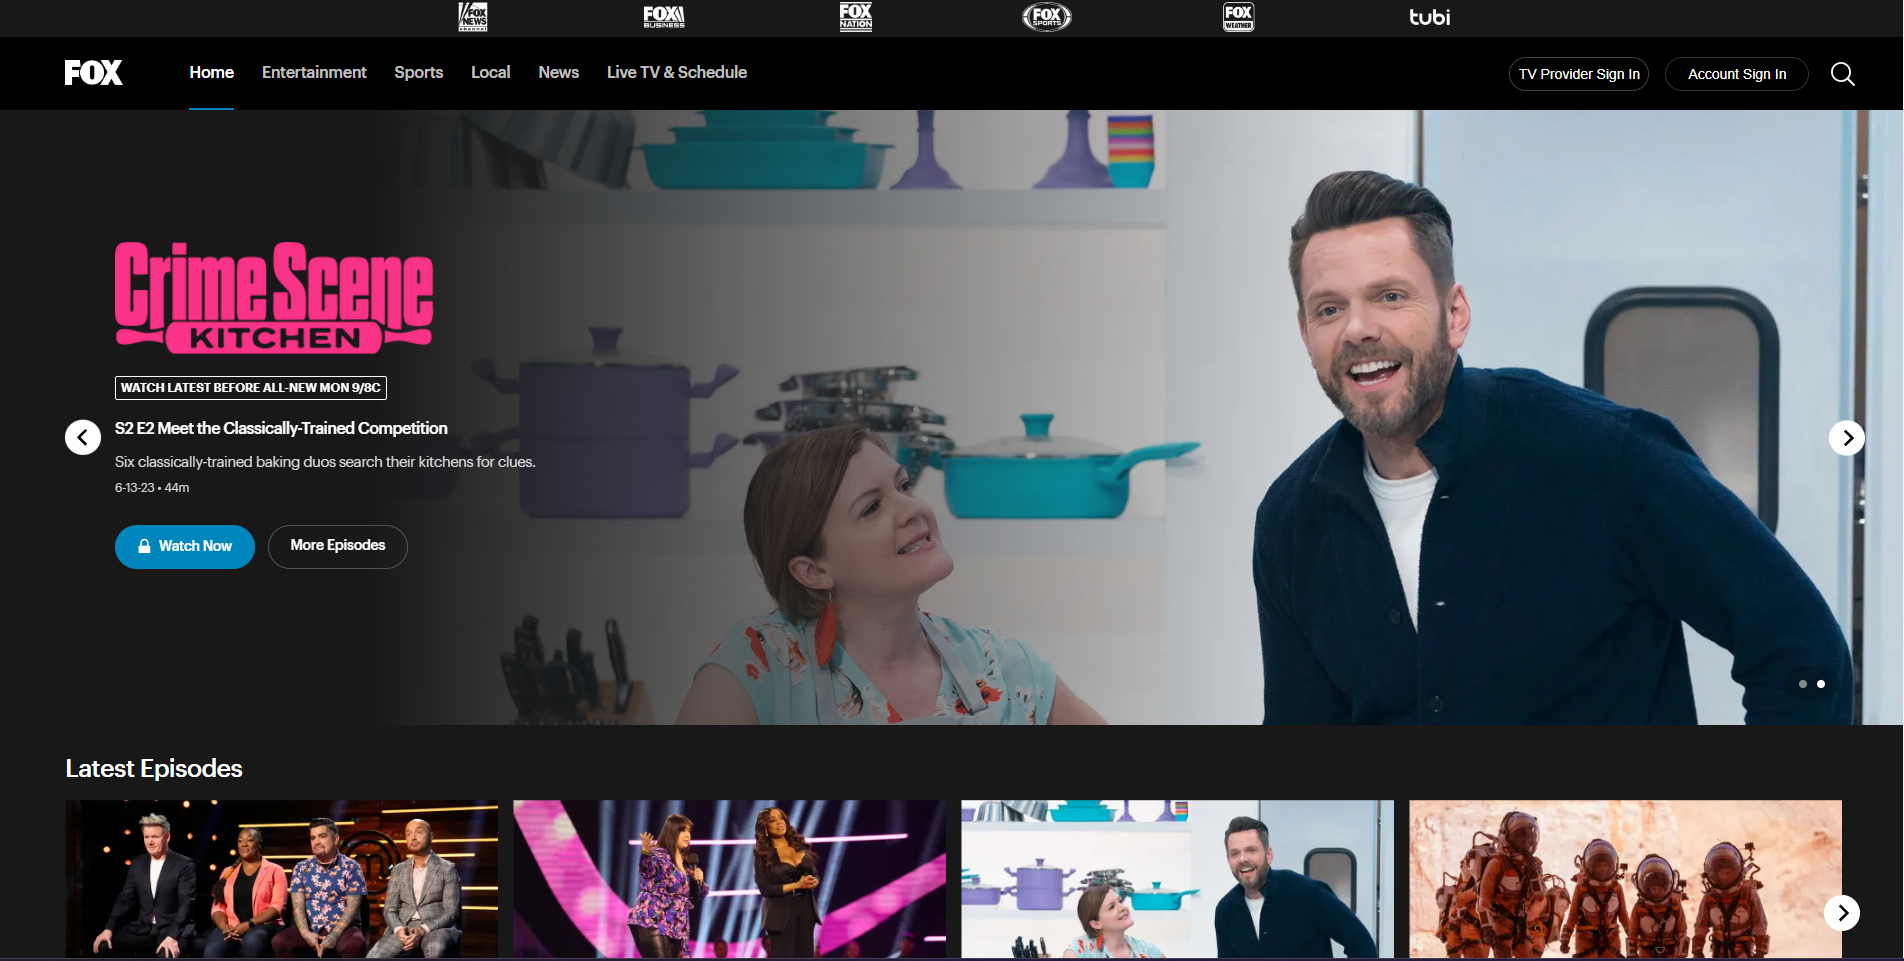 FOX NEWS channel
FOX BUSINESS
FOX NATION
FOX SPORTS
FOX WEATHER
tubi
FOX
Home
Entertainment
Sports
Local
News
Live TV & Schedule
TV Provider Sign In
Account Sign In
Crime Scene
KITCHEN
WATCH LATEST BEFORE ALL-NEW MON 9/8C
S2 E2 Meet the Classically-Trained Competition
Six classically-trained baking duos search their kitchens for clues.
6-13-23 • 44m
Watch Now
More Episodes
Latest Episodes